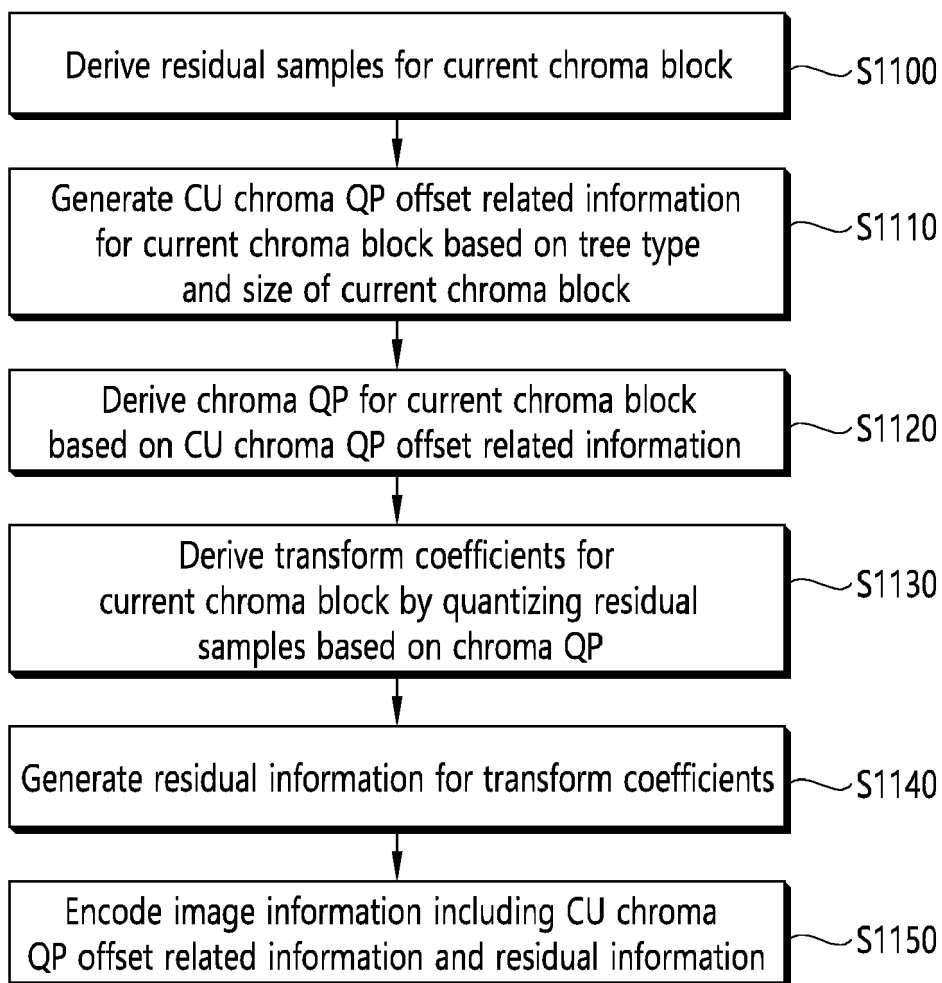 Derive residual samples for current chroma block
S1100
Generate CU chroma QP offset related information
for current chroma block based on tree type
and size of current chroma block
S1110
Derive chroma QP for current chroma block
based on CU chroma QP offset related information
S1120
Derive transform coefficients for
current chroma block by quantizing residual
samples based on chroma QP
S1130
Generate residual information for transform coefficients
S1140
Encode image information including CU chroma
QP offset related information and residual information
S1150